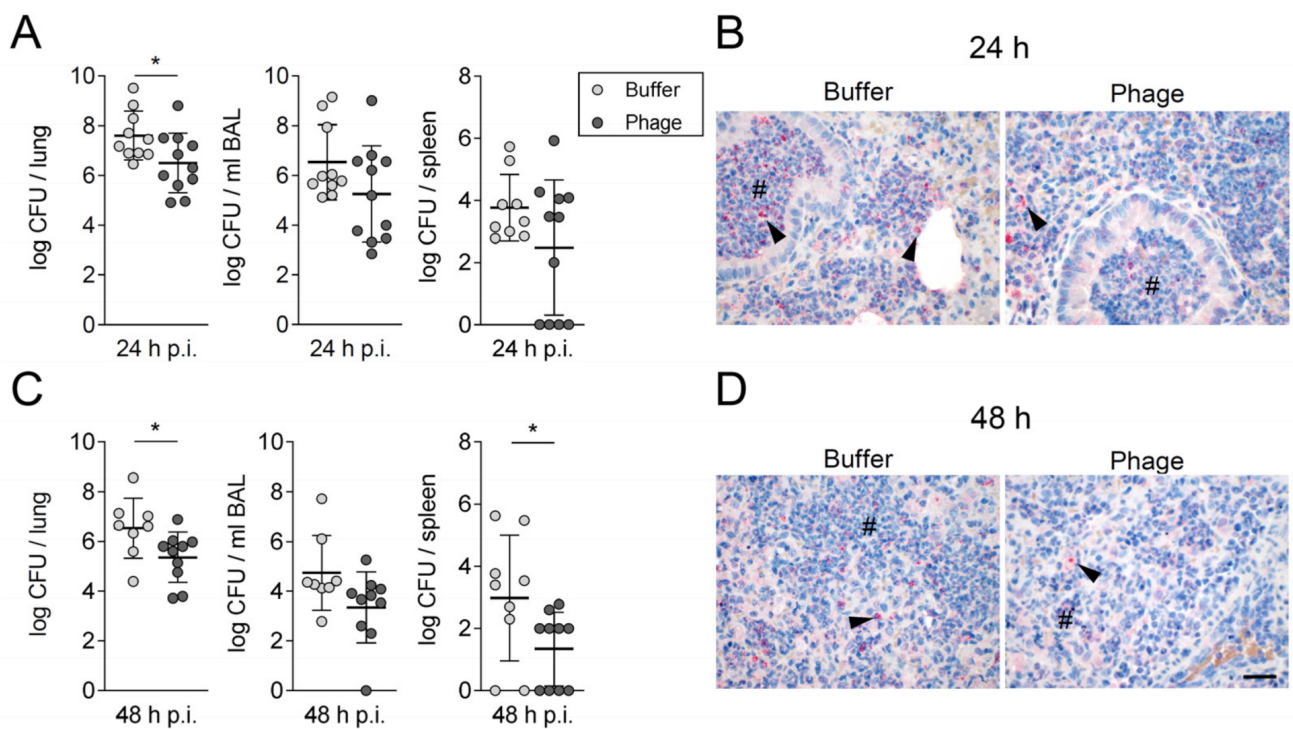 A
log CFU / lung
10
8
6
4
2
0
*
24 h p.i.
log CFU / ml BAL
10
8
6
4
2
0
24 h p.i.
log CFU / spleen
8
6
4
2
0
24 h p.i.
Buffer
Phage
B
24 h
Buffer
Phage
#
#
C
log CFU / lung
10
8
6
4
2
0
*
48 h p.i.
log CFU / ml BAL
10
8
6
4
2
0
48 h p.i.
log CFU / spleen
8
6
4
2
0
*
48 h p.i.
D
48 h
Buffer
Phage
#
#